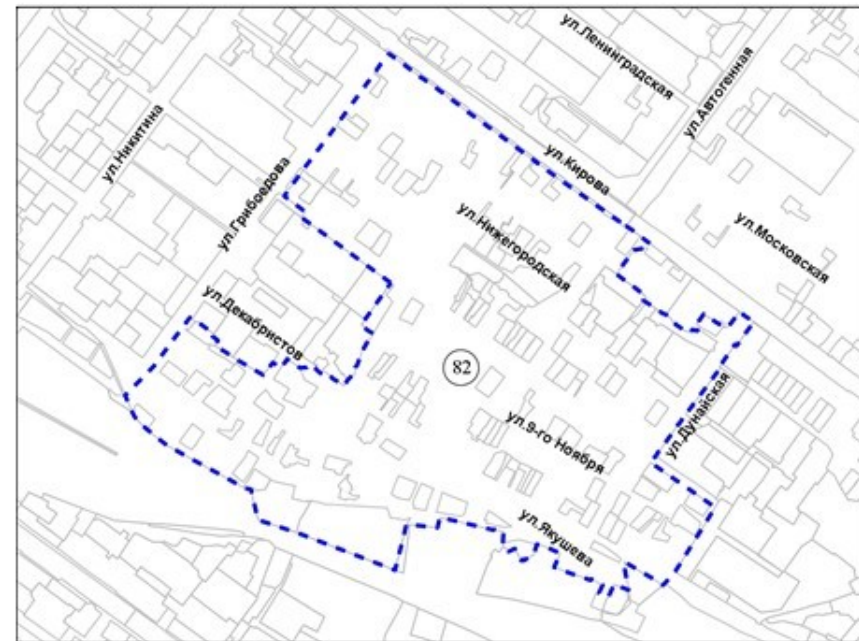 ул.Ленинградская
ул.Автогенная
ул.Никитина
ул.Кирова
ул.Грибоедова
ул.Нижегородская
ул.Московская
ул.Декабристов
82
ул.Дунайская
ул.9-го Ноября
ул.Якушева